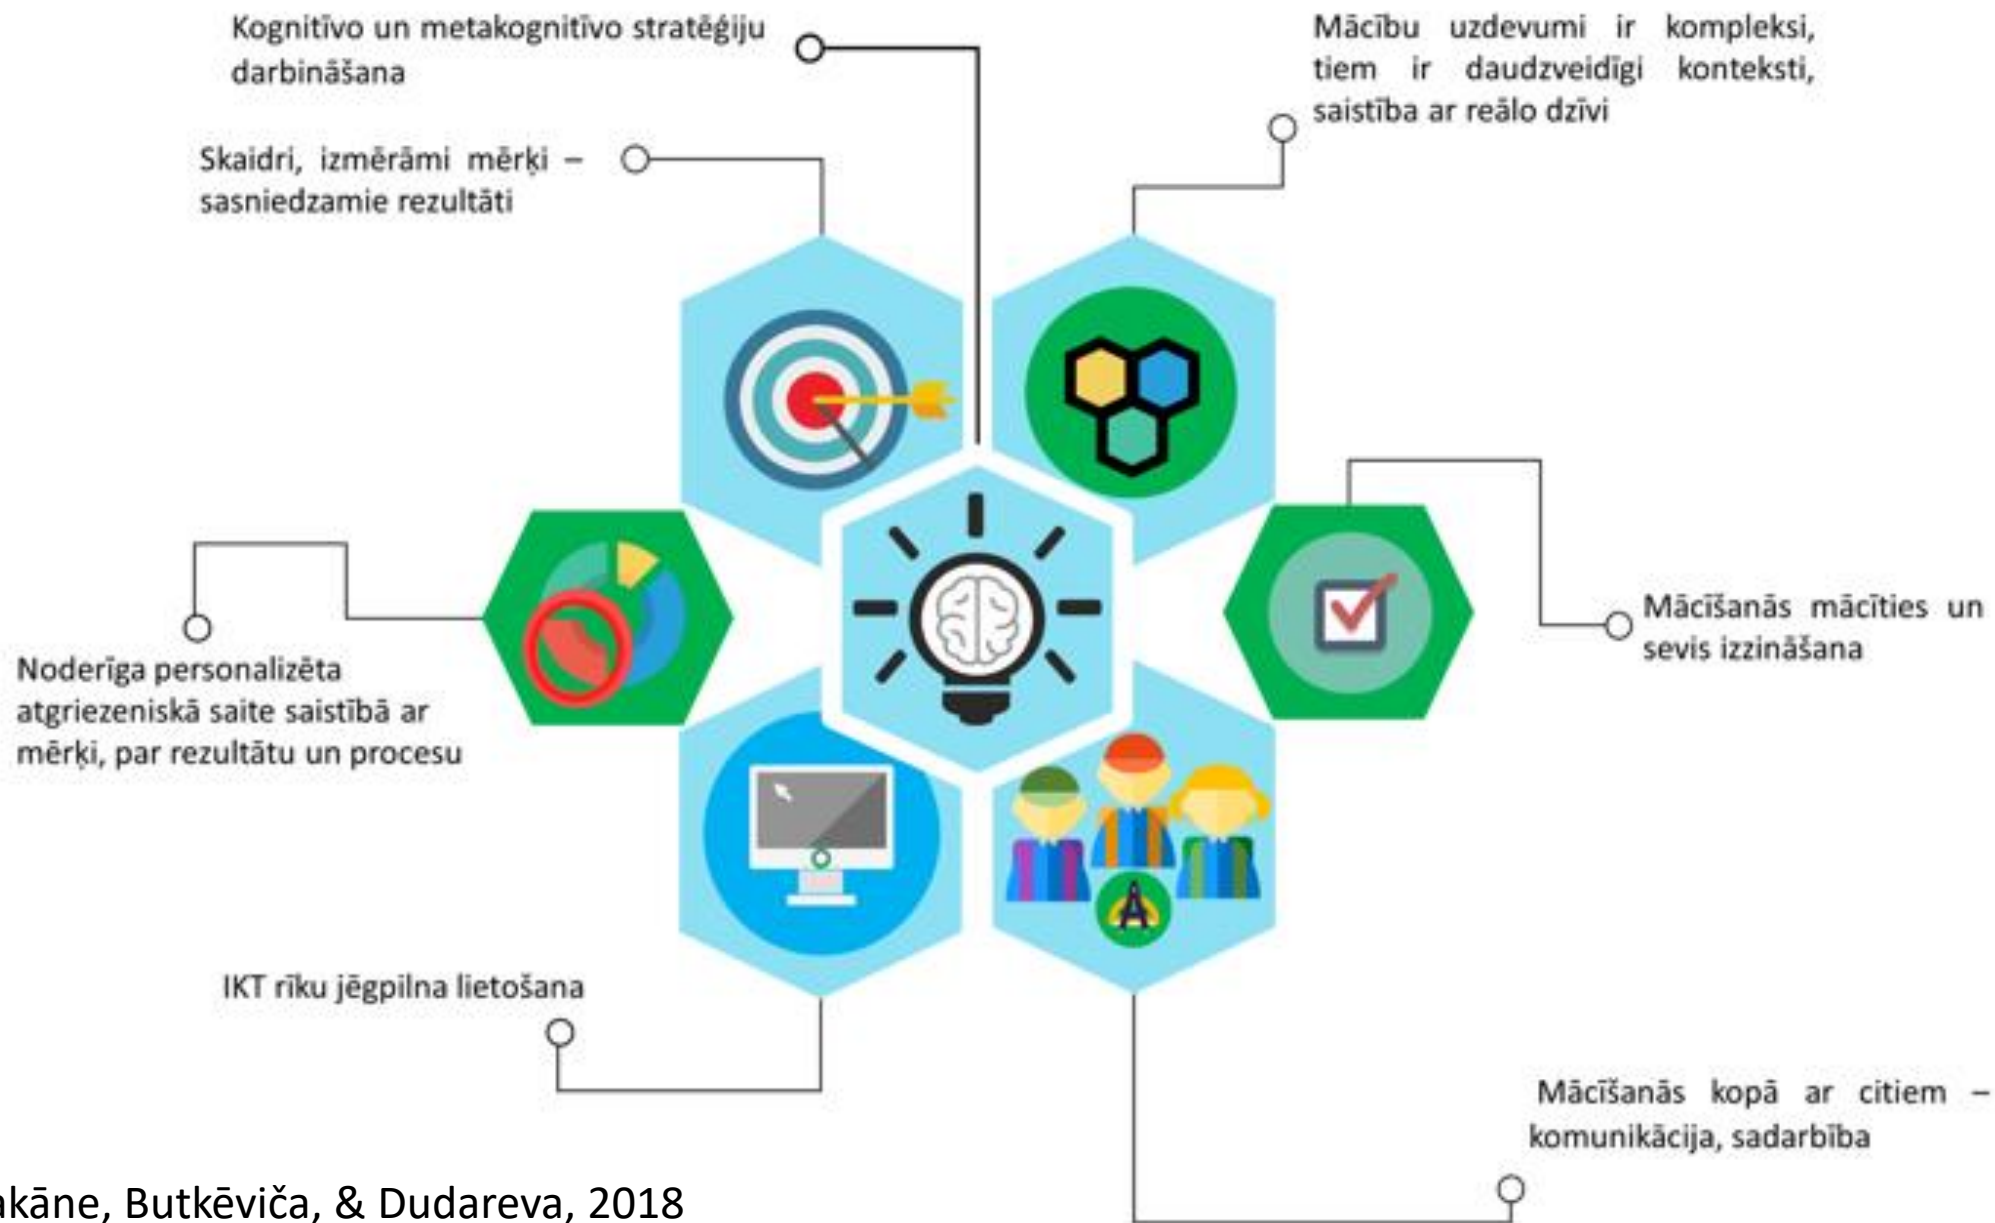 Kognitīvo un metakognitīvo stratēģiju
darbināšana
Mācību uzdevumi ir kompleksi,
tiem ir daudzveidīgi konteksti,
saistība ar reālo dzīvi
Skaidri, izmērāmi mērķi –
sasniedzamie rezultāti
Mācīšanās mācīties un
sevis izzināšana
Noderīga personalizēta
atgriezeniskā saite saistībā ar
mērķi, par rezultātu un procesu
IKT rīku jēgpilna lietošana
Mācīšanās kopā ar citiem –
komunikācija, sadarbība
Butkēviča, & Dudareva, 2018